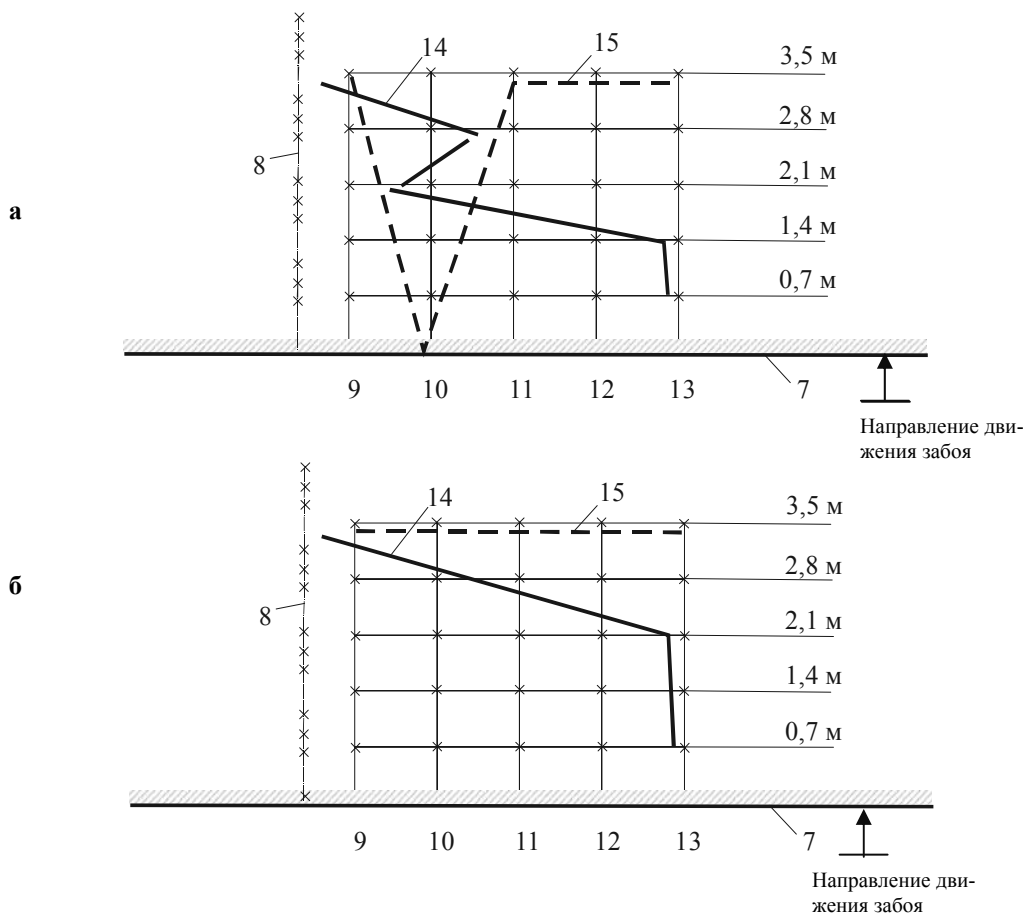 14
15
3,5 м
2,8 м
8
2,1 м
а
1,4 м
0,7 м
9 10 11 12 13 7
Направление дви-
жения забоя
14
15
3,5 м
2,8 м
б
8
2,1 м
1,4 м
0,7 м
9 10 11 12 13 7
Направление дви-
жения забоя